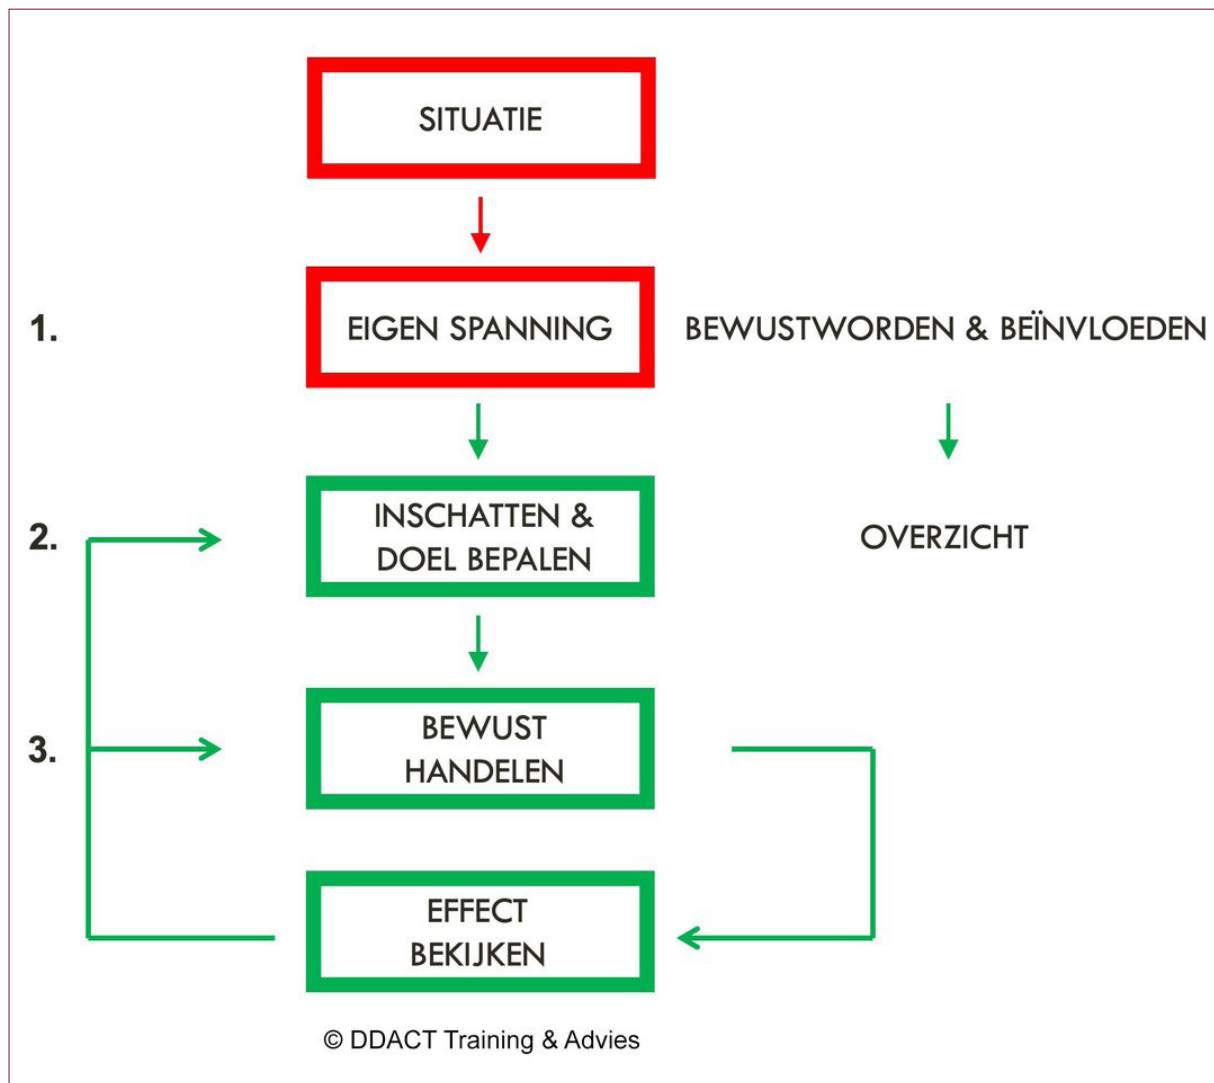 SITUATIE
1.
EIGEN SPANNING
BEWUSTWORDEN & BEÏNVLOEDEN
2.
INSCHATTEN &
DOEL BEPALEN
OVERZICHT
3.
BEWUST
HANDELEN
EFFECT
BEKIJKEN
© DDACT Training & Advies